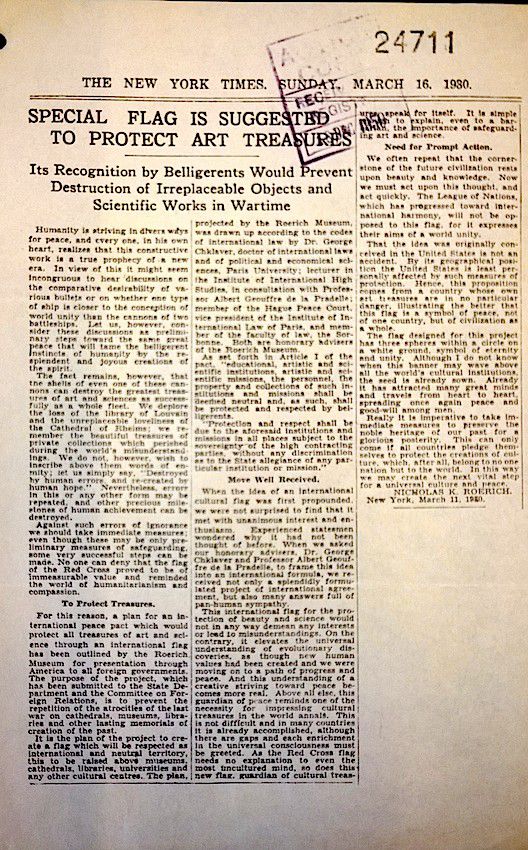 24711
THE NEW YORK TIMES. SUNDAY, MARCH 16, 1930.
SPECIAL FLAG IS SUGGESTED
TO PROTECT ART TREASURES
Its Recognition by Belligerents Would Prevent
Destruction of Irreplaceable Objects and
Scientific Works in Wartime
Humanity is striving in divers ways
for peace, and every one, in his own
heart, realizes that this constructive
work is a true prophecy of a new
era. In view of this it might seem
incongruous to hear discussions on
the comparative desirability of va-
rious bullets or on whether one type
of ship is closer to the conception of
world unity than the cannons of two
battleships. Let us, however, con-
sider these discussions as prelimi-
nary steps toward the same great
peace that will tame the belligerent
instincts of humanity by the re-
splendent and joyous creations of
the spirit.
The fact remains, however, that
the shells of even one of these can-
nons can destroy the greatest treas-
ures of art and sciences as success-
fully as a whole fleet. We deplore
the loss of the library of Louvain
and the unreplaceable loveliness of
the Cathedral of Rheims; we re-
member the beautiful treasures of
private collections which perished
during the world's misunderstand-
ings. We do not, however, wish to
inscribe above them words of en-
mity; let us simply say, "Destroyed
by human errors, and re-created by
human hope." Nevertheless, errors
in this or any other form may be
repeated, and other precious mile-
stones of human achievement can be
destroyed.
Against such errors of ignorance
we should take immediate measures;
even though these may be only pre-
liminary measures of safeguarding,
some very successful steps can be
made. No one can deny that the flag
of the Red Cross proved to be of
immeasurable value and reminded
the world of humanitarianism and
compassion.
To Protect Treasures.
For this reason, a plan for an in-
ternational peace pact which would
protect all treasures of art and sci-
ence through an international flag
has been outlined by the Roerich
Museum for presentation through
America to all foreign governments.
The purpose of the project, which
has been submitted to the State De-
partment and the Committee on For-
eign Relations, is to prevent the
repetition of the atrocities of the last
war on cathedrals, museums, libra-
ries and other lasting memorials of
creation of the past.
It is the plan of the project to cre-
ate a flag which will be respected as
international and neutral territory,
this to be raised above museums,
cathedrals, libraries, universities and
any other cultural centres. The plan,
projected by the Roerich Museum,
was drawn up according to the codes
of international law by Dr. George
Chklaver, doctor of international laws
and of political and economical sci-
ences, Paris University; lecturer in
the Institute of International High
Studies, in consultation with Profes-
sor Albert Geouffre de la Pradelle;
member of the Hague Peace Court,
vice president of the Institute of In-
ternational Law of Paris, and mem-
ber of the faculty of law, the Sor-
bonne. Both are honorary advisers
of the Roerich Museum.
As set forth in Article I of the
pact, "educational, artistic and sci-
entific institutions, artistic and sci-
entific missions, the personnel, the
property and collections of such in-
stitutions and missions shall be
deemed neutral and, as such, shall
be protected and respected by bel-
ligerents.
"Protection and respect shall be
due to the aforesaid institutions and
missions in all places subject to the
sovereignty of the high contracting
parties, without any discrimination
as to the State allegiance of any par-
ticular institution or mission."
Move Well Received.
When the idea of an international
cultural flag was first propounded,
we were not surprised to find that it
met with unanimous interest and en-
thusiasm. Experienced statesmen
wondered why it had not been
thought of before. When we asked
our honorary advisers, Dr. George
Chklaver and Professor Albert Geouf-
fre de la Pradelle, to frame this idea
into an international formula, we re-
ceived not only a splendidly formu-
lated project of international agree-
ment, but also many answers full of
pan-human sympathy.
This international flag for the pro-
tection of beauty and science would
not in any way demean any interests
or lead to misunderstandings. On the
contrary, it elevates the universal
understanding of evolutionary dis-
coveries, as though new human
values had been created and we were
moving on to a path of progress and
peace. And this understanding of a
creative striving toward peace be-
comes more real. Above all else, this
guardian of peace reminds one of the
necessity for impressing cultural
treasures in the world annals. This
is not difficult and in many countries
it is already accomplished, although
there are gaps and each enrichment
in the universal consciousness must
be greeted. As the Red Cross flag
needs no explanation to even the
most uncultured mind, so does this
new flag, guardian of cultural treas-
ures, speak for itself. It is simple
to explain, even to a bar-
the importance of safeguard-
ing art and science.
Need for Prompt Action.
We often repeat that the corner-
stone of the future civilization rests
upon beauty and knowledge. Now
we must act upon this thought, and
act quickly. The League of Nations,
which has progressed toward inter-
national harmony, will not be op-
posed to this flag, for it expresses
their aims of a world unity.
That the idea was originally con-
ceived in the United States is not an
accident. By its geographical posi-
tion the United States is least per-
sonally affected by such measures of
protection. Hence, this proposition
comes from a country whose own
art treasures are in no particular
danger, illustrating the better that
this flag is a symbol of peace, not
of one country, but of civilization as
a whole.
The flag designed for this project
has three spheres within a circle on
a white ground, symbol of eternity
and unity. Although I do not know
when this banner may wave above
all the world's cultural institutions,
the seed is already sown. Already
it has attracted many great minds
and travels from heart to heart,
spreading once again peace and
good-will among men.
Really it is imperative to take im-
mediate measures to preserve the
noble heritage of our past for a
glorious posterity. This can only
come if all countries pledge them-
selves to protect the creations of cul-
ture, which, after all, belong to no one
nation but to the world. In this way
we may create the next vital step
for a universal culture and peace.
NICHOLAS K. ROERICH.
New York, March 11, 1930.